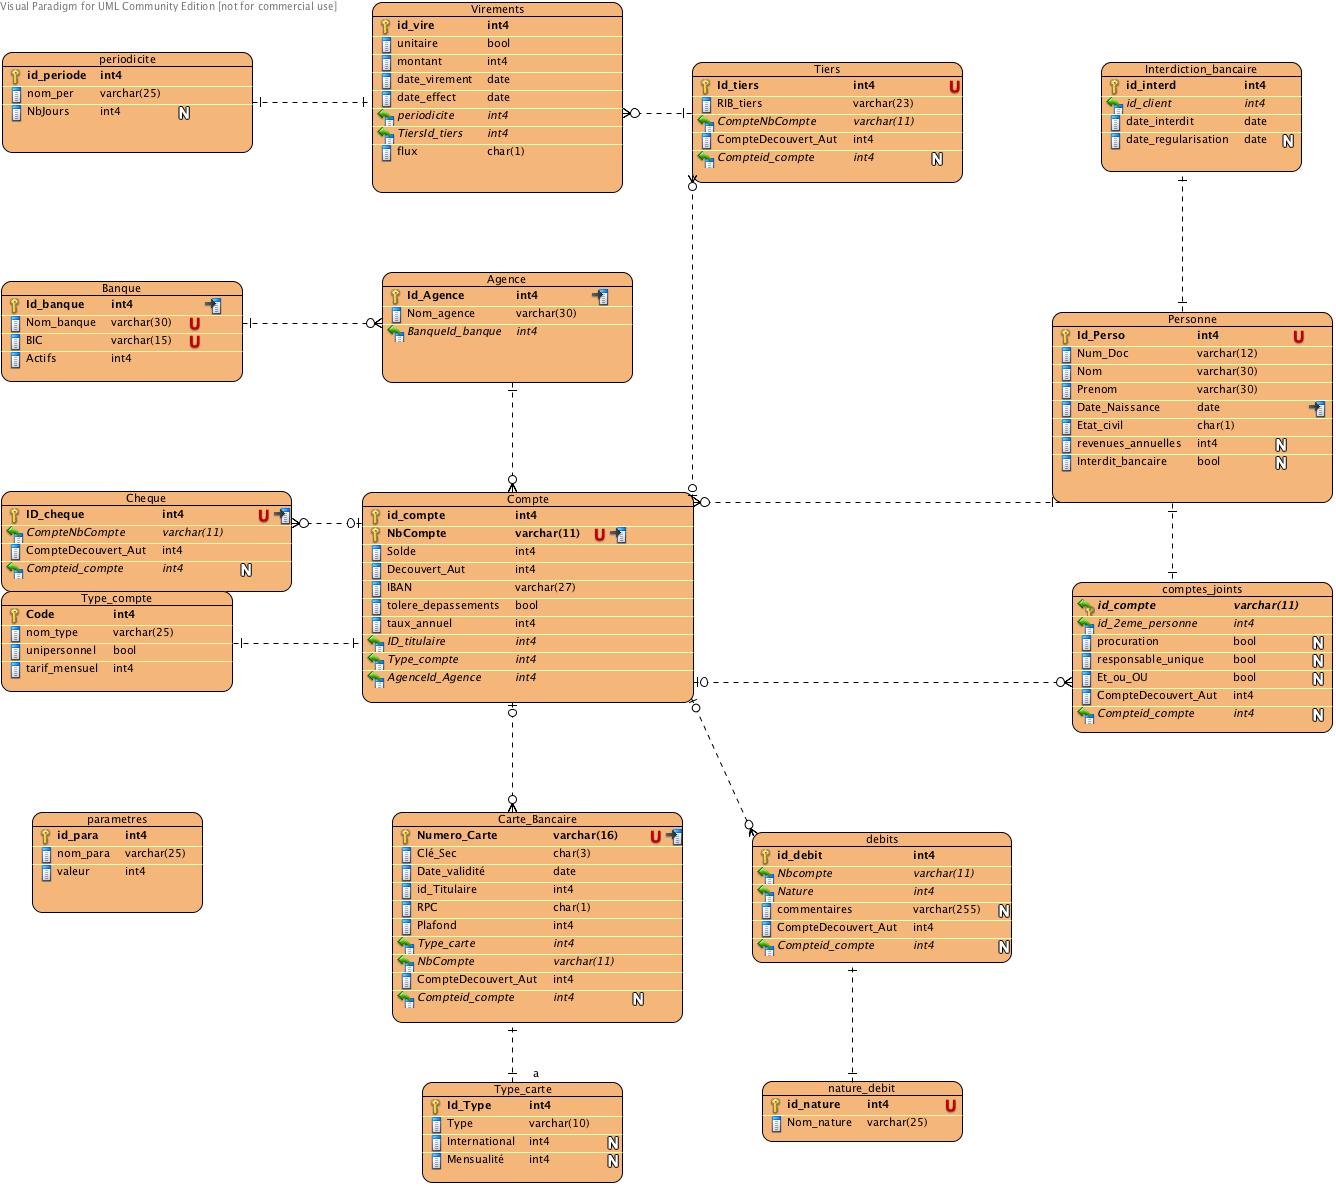 Visual Paradigm for UML Community Edition [not for commercial use]
Virements
id_vire int4
unitaire bool
montant int4
date_virement date
date_effect date
periodicite int4
TiersId_tiers int4
flux char(1)
periodicite
id_periode int4
nom_per varchar(25)
NbJours int4 N
Tiers
Id_tiers int4 U
RIB_tiers varchar(23)
CompteNbCompte varchar(11)
CompteDecouvert_Aut int4
Compteid_compte int4 N
Interdiction_bancaire
id_interd int4
id_client int4
date_interdit date
date_regularisation date N
Banque
Id_banque int4
Nom_banque varchar(30) U
BIC varchar(15) U
Actifs int4
Agence
Id_Agence int4
Nom_agence varchar(30)
BanqueId_banque int4
Personne
Id_Perso int4 U
Num_Doc varchar(12)
Nom varchar(30)
Prenom varchar(30)
Date_Naissance date
Etat_civil char(1)
revenues_annuelles int4 N
Interdit_bancaire bool N
Cheque
ID_cheque int4 U
CompteNbCompte varchar(11)
CompteDecouvert_Aut int4
Compteid_compte int4 N
Type_compte
Code int4
nom_type varchar(25)
unipersonnel bool
tarif_mensuel int4
Compte
id_compte int4
NbCompte varchar(11) U
Solde int4
Decouvert_Aut int4
IBAN varchar(27)
tolere_depassements bool
taux_annuel int4
ID_titulaire int4
Type_compte int4
AgenceId_Agence int4
comptes_joints
id_compte varchar(11)
id_2eme_personne int4
procuration bool N
responsable_unique bool N
Et_ou_OU bool N
CompteDecouvert_Aut int4
Compteid_compte int4 N
parametres
id_para int4
nom_para varchar(25)
valeur int4
Carte_Bancaire
Numero_Carte varchar(16) U
Clé_Sec char(3)
Date_validité date
id_Titulaire int4
RPC char(1)
Plafond int4
Type_carte int4
NbCompte varchar(11)
CompteDecouvert_Aut int4
Compteid_compte int4 N
debits
id_debit int4
Nbcompte varchar(11)
Nature int4
commentaires varchar(255) N
CompteDecouvert_Aut int4
Compteid_compte int4 N
a
Type_carte
Id_Type int4
Type varchar(10)
International int4 N
Mensualité int4 N
nature_debit
id_nature int4 U
Nom_nature varchar(25)